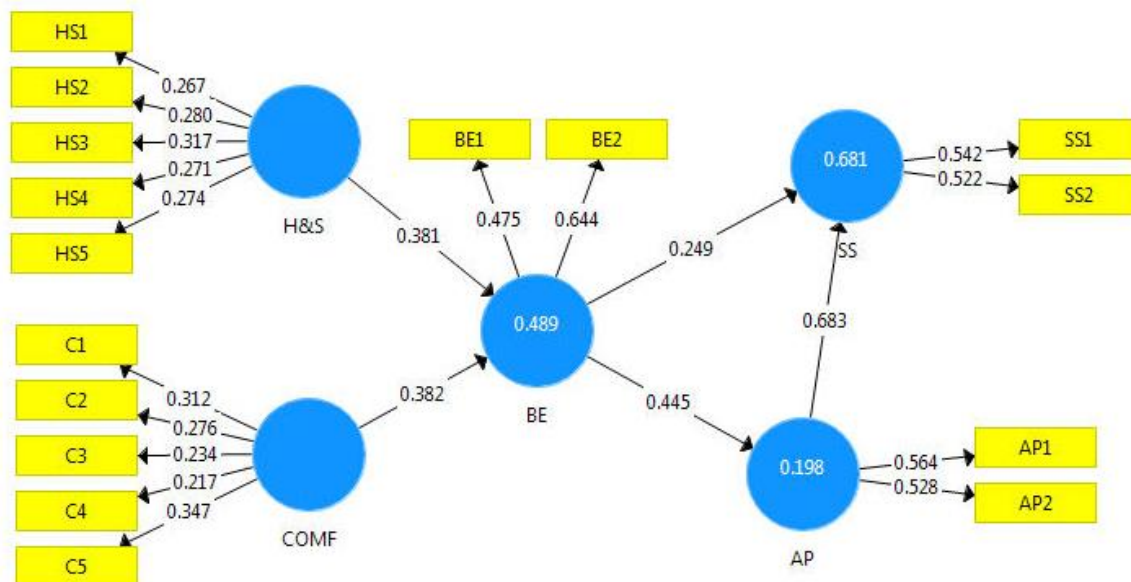 HS1
HS2
HS3
HS4
HS5
0.267
0.280
0.317
0.271
0.274
H&S
0.381
BE1
BE2
0.475
0.644
0.489
BE
C1
C2
C3
C4
C5
0.312
0.276
0.234
0.217
0.347
COMF
0.382
0.249
0.445
0.681
SS
0.542
0.522
SS1
SS2
0.683
0.198
AP
0.564
0.528
AP1
AP2